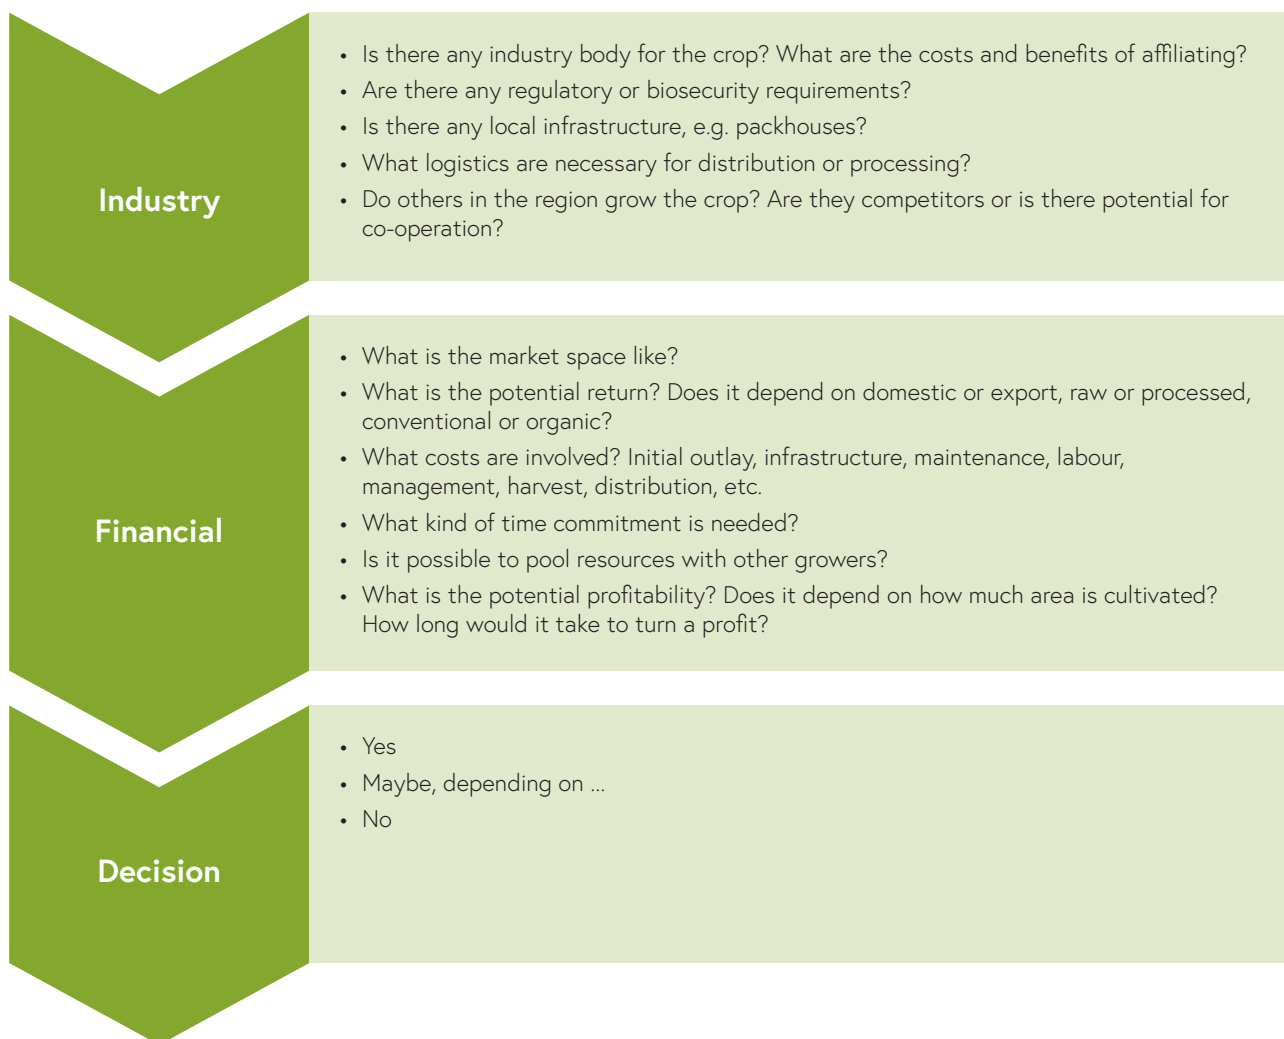 Industry
• Is there any industry body for the crop? What are the costs and benefits of affiliating?
• Are there any regulatory or biosecurity requirements?
• Is there any local infrastructure, e.g. packhouses?
• What logistics are necessary for distribution or processing?
• Do others in the region grow the crop? Are they competitors or is there potential for
co-operation?
Financial
• What is the market space like?
• What is the potential return? Does it depend on domestic or export, raw or processed,
conventional or organic?
• What costs are involved? Initial outlay, infrastructure, maintenance, labour,
management, harvest, distribution, etc.
• What kind of time commitment is needed?
• Is it possible to pool resources with other growers?
• What is the potential profitability? Does it depend on how much area is cultivated?
How long would it take to turn a profit?
Decision
• Yes
• Maybe, depending on ...
• No